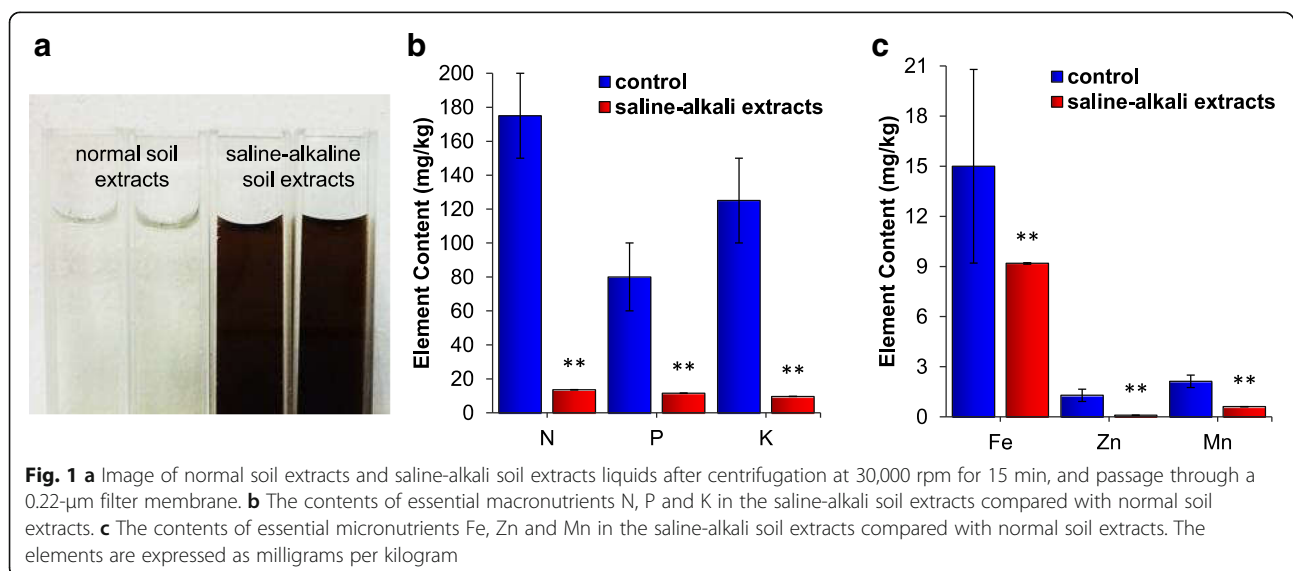 a
normal soil
extracts
saline-alkaline
soil extracts
b
control
saline-alkali extracts
Element Content (mg/kg)
200
180
160
140
120
100
80
60
40
20
0
**
**
**
N
P
K
c
control
saline-alkali extracts
Element Content (mg/kg)
21
18
15
12
9
6
3
0
**
**
**
Fe
Zn
Mn
Fig. 1 a Image of normal soil extracts and saline-alkali soil extracts liquids after centrifugation at 30,000 rpm for 15 min, and passage through a
0.22-μm filter membrane. b The contents of essential macronutrients N, P and K in the saline-alkali soil extracts compared with normal soil
extracts. c The contents of essential micronutrients Fe, Zn and Mn in the saline-alkali soil extracts compared with normal soil extracts. The
elements are expressed as milligrams per kilogram